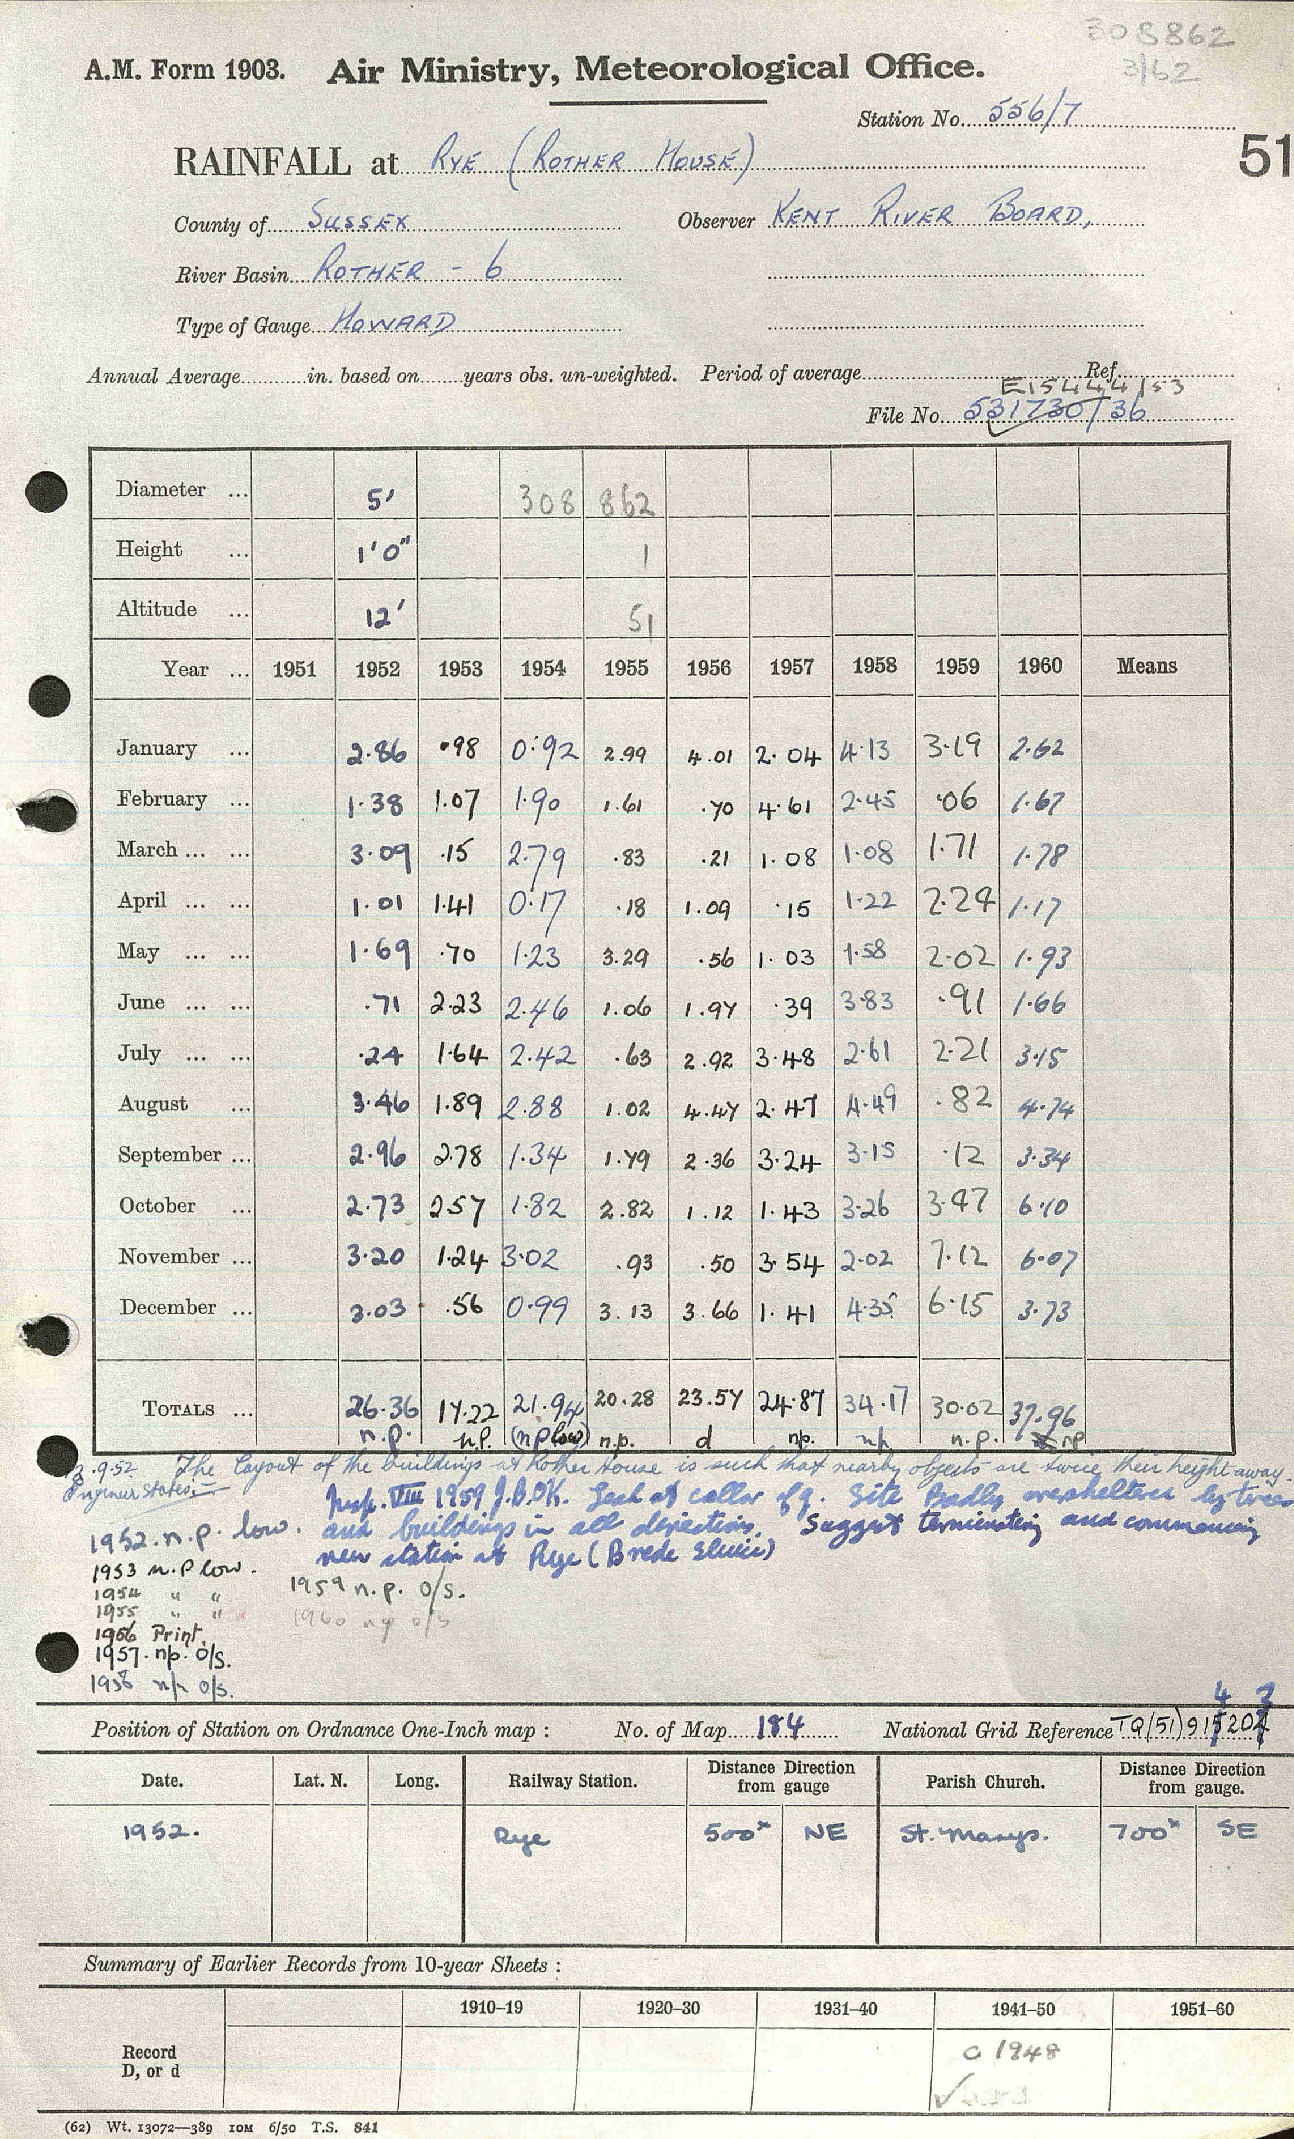 308862
3/62
A.M. Form 1903. Air Ministry, Meteorological Office.
Station No. 556/7
RAINFALL at RYE (ROTHER HOUSE) 51
County of SUSSEX Observer KENT RIVER BOARD,
River Basin ROTHER - 6
Type of Gauge HOWARD
Annual Average in. based on years obs. un-weighted. Period of average Ref.
E15444/53
File No. 531730/36
Diameter ... 5' 308 862
Height ... 1'0" 1
Altitude ... 12' 51
Year ... 1951 1952 1953 1954 1955 1956 1957 1958 1959 1960 Means
January ... 2.86 .98 0.92 2.99 4.01 2.04 4.13 3.19 2.62
February ... 1.38 1.07 1.90 1.61 .70 4.61 2.45 .06 1.67
March ... ... 3.09 .15 2.79 .83 .21 1.08 1.08 1.71 1.78
April ... ... 1.01 1.41 0.17 .18 1.09 .15 1.22 2.24 1.17
May ... ... 1.69 .70 1.23 3.29 .56 1.03 1.58 2.02 1.93
June ... ... .71 2.23 2.46 1.06 1.97 .39 3.83 .91 1.66
July ... ... .24 1.64 2.42 .63 2.92 3.48 2.61 2.21 3.15
August ... 3.46 1.89 2.88 1.02 4.47 2.47 4.49 .82 4.74
September ... 2.96 2.78 1.34 1.79 2.36 3.24 3.15 .12 3.34
October ... 2.73 2.57 1.82 2.82 1.12 1.43 3.26 3.47 6.10
November ... 3.20 1.24 3.02 .93 .50 3.54 2.02 7.12 6.07
December ... 3.03 .56 0.99 3.13 3.66 1.41 4.35 6.15 3.73
TOTALS ... 26.36 17.22 21.94 20.28 23.57 24.87 34.17 30.02 37.96
n.p. n.p. (n p low) n.p. d np. np n.p. np
9.52 The layout of the buildings at Rother House is such that nearby objects are twice their height away.
Engineer states:-
Insp. VIII 1959 J.B.OK. Leak at collar of g. Site Badly oversheltered by trees
1952. n.p. low. and buildings in all directions. Suggest terminating and commencing
1953 n.p low. new station at Rye (Brede Sluice)
1954 " " 1959 n.p. o/s.
1955 " " 1960 np o/s
1956 Print.
1957. np. o/s.
1958 np o/s.
4 3
Position of Station on Ordnance One-Inch map : No. of Map 184 National Grid Reference TQ/(51) 915 20
Date. Lat. N. Long. Railway Station. Distance Direction from gauge Parish Church. Distance Direction from gauge.
1952. Rye 500x NE St. Marys. 700x SE
Summary of Earlier Records from 10-year Sheets :
1910–19 1920–30 1931–40 1941–50 1951–60
Record
D, or d
c 1948
(62) Wt. 13072—389 IOM 6/50 T.S. 841